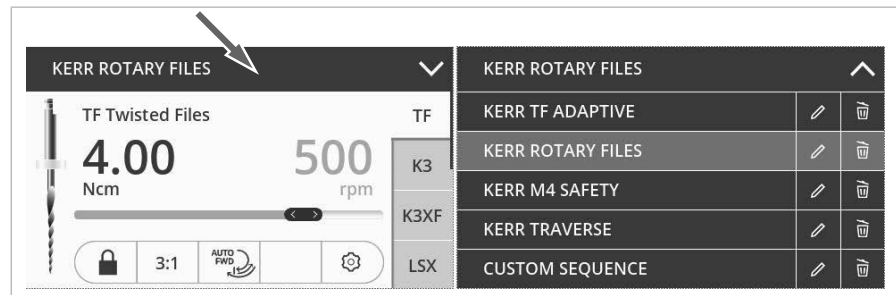 KERR ROTARY FILES
TF Twisted Files
4.00
Ncm
500
rpm
3:1
AUTO
FWD
TF
K3
K3XF
LSX
KERR ROTARY FILES
KERR TF ADAPTIVE
KERR ROTARY FILES
KERR M4 SAFETY
KERR TRAVERSE
CUSTOM SEQUENCE